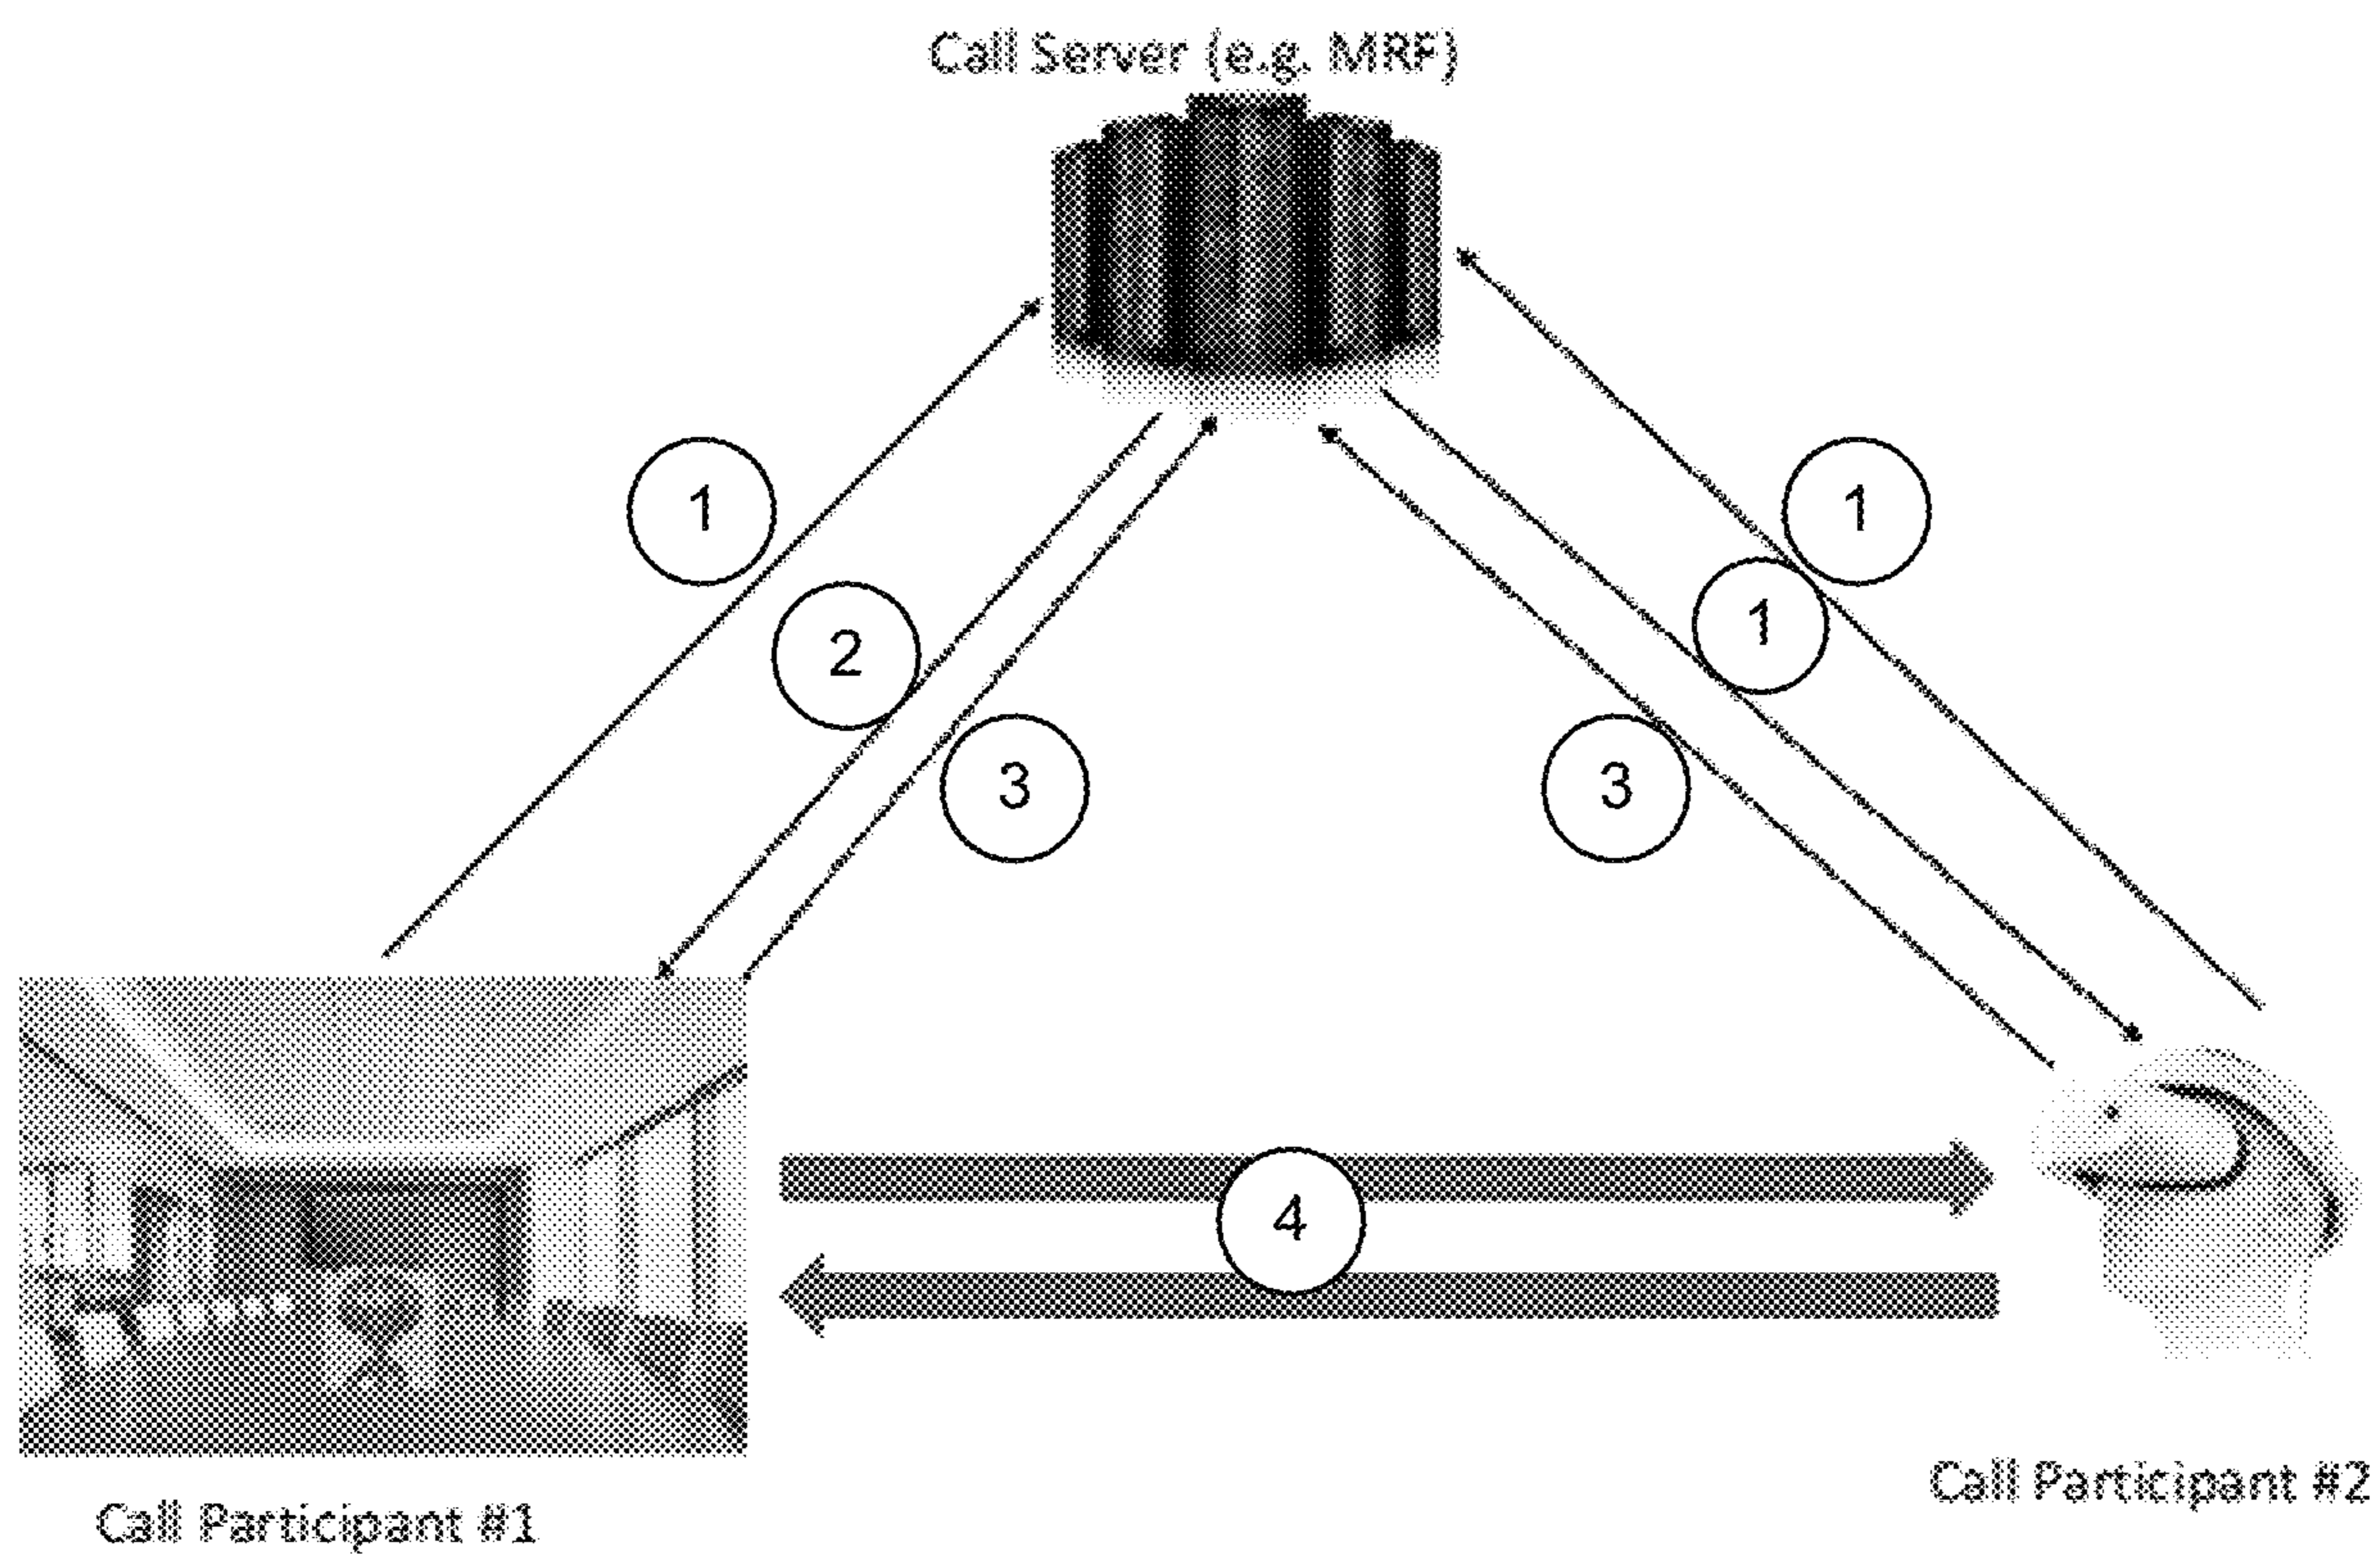 Call Server (e.g. MRF)
1
1
2
1
3
3
4
Call Participant #1
Call Participant #2